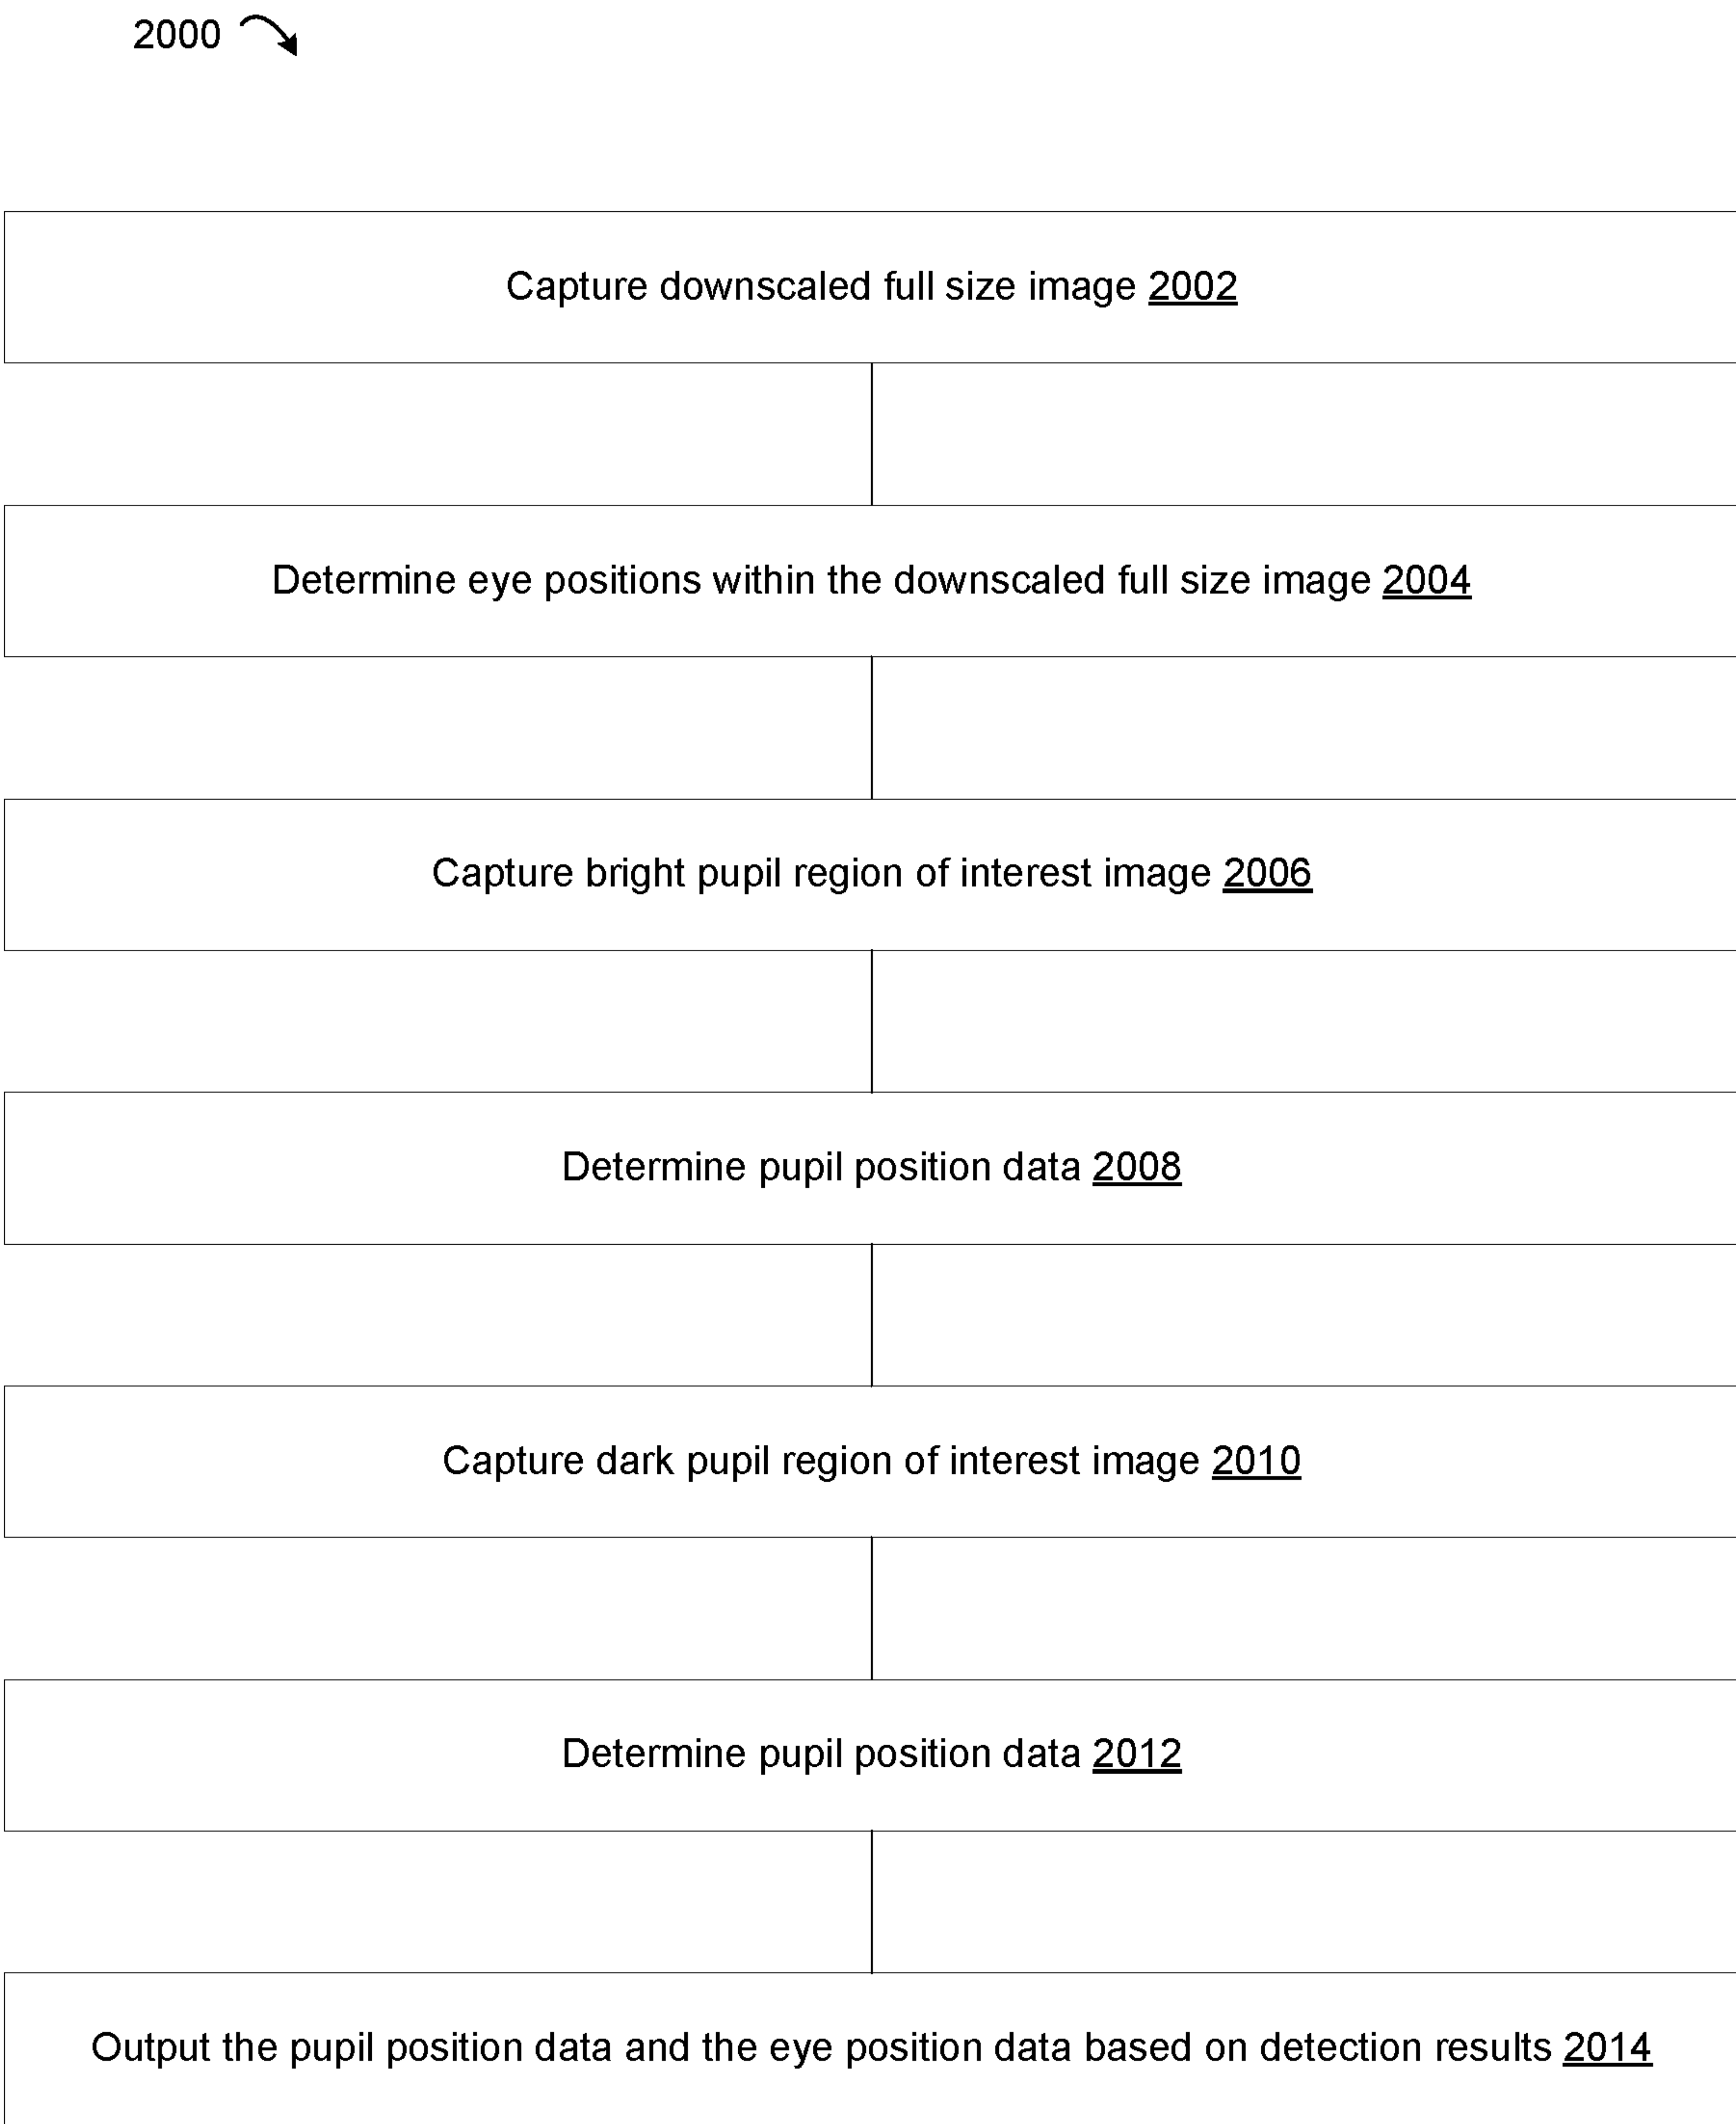 2000
Capture downscaled full size image 2002
Determine eye positions within the downscaled full size image 2004
Capture bright pupil region of interest image 2006
Determine pupil position data 2008
Capture dark pupil region of interest image 2010
Determine pupil position data 2012
Output the pupil position data and the eye position data based on detection results 2014